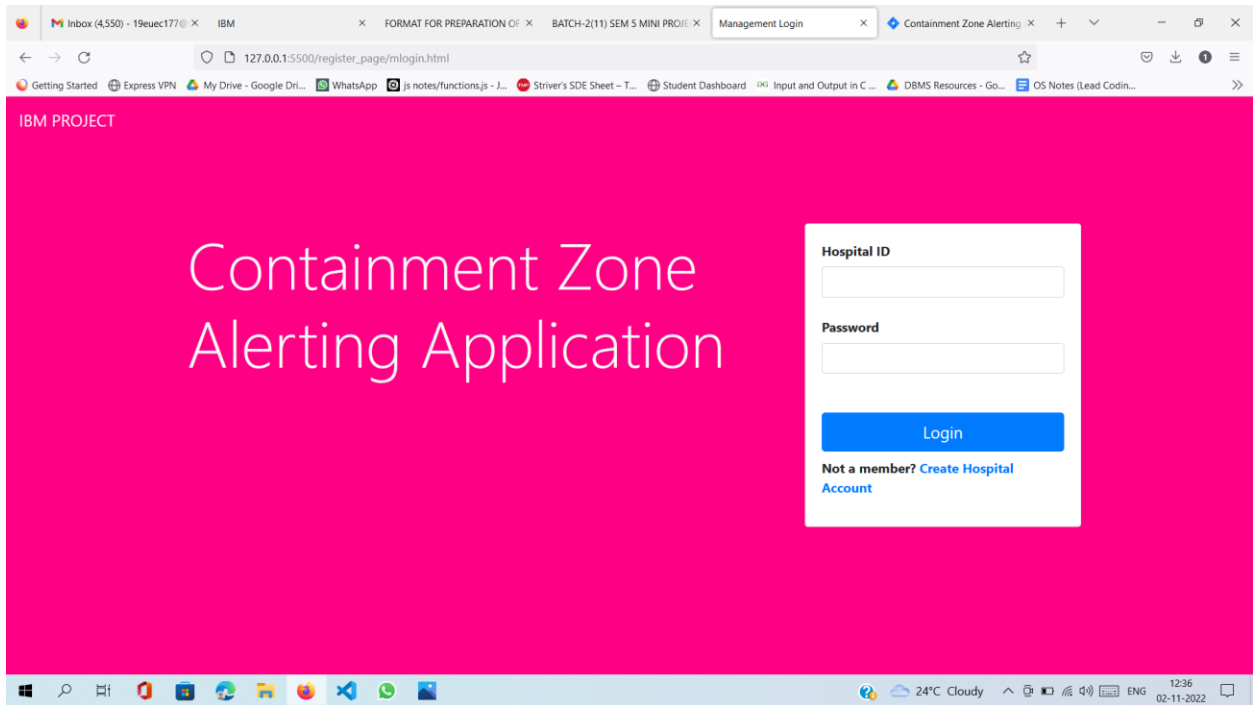 Inbox (4,550) - 19euec177@
IBM
FORMAT FOR PREPARATION OF
BATCH-2(11) SEM 5 MINI PROJE
Management Login
Containment Zone Alerting
127.0.0.1:5500/register_page/mlogin.html
1
Getting Started
Express VPN
My Drive - Google Dri...
WhatsApp
js notes/functions.js - J...
Striver's SDE Sheet – T...
Student Dashboard
Input and Output in C ...
DBMS Resources - Go...
OS Notes (Lead Codin...
IBM PROJECT
Containment Zone
Alerting Application
Hospital ID
Password
Login
Not a member? Create Hospital
Account
24°C Cloudy
ENG
12:36
02-11-2022